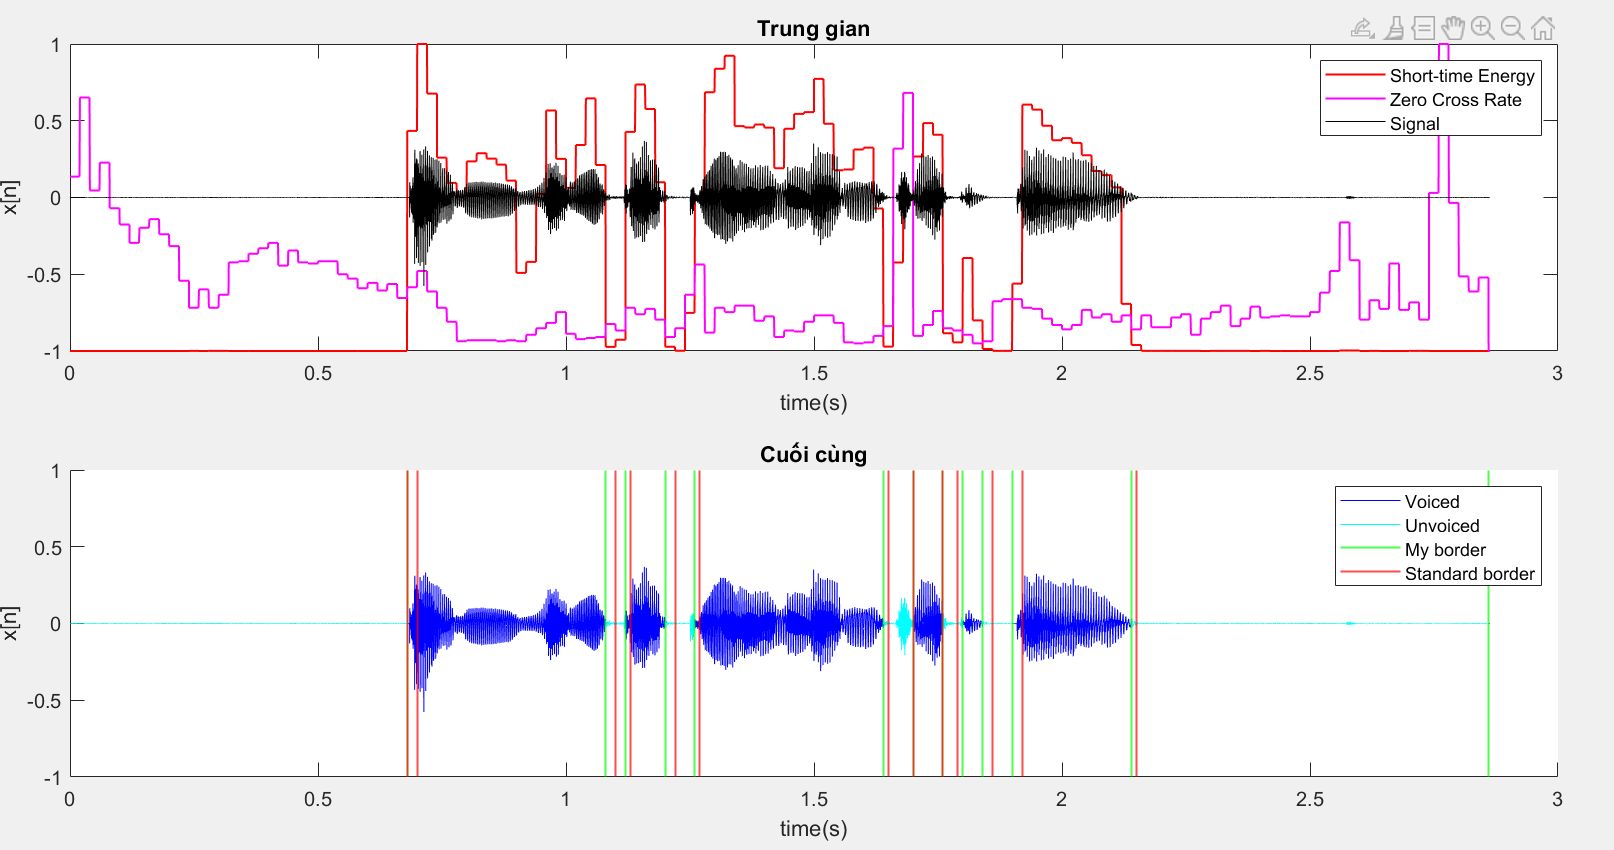 Trung gian
Short-time Energy
Zero Cross Rate
Signal
x[n]
1
0.5
0
-0.5
-1
0 0.5 1 1.5 2 2.5 3
time(s)
Cuối cùng
Voiced
Unvoiced
My border
Standard border
x[n]
1
0.5
0
-0.5
-1
0 0.5 1 1.5 2 2.5 3
time(s)